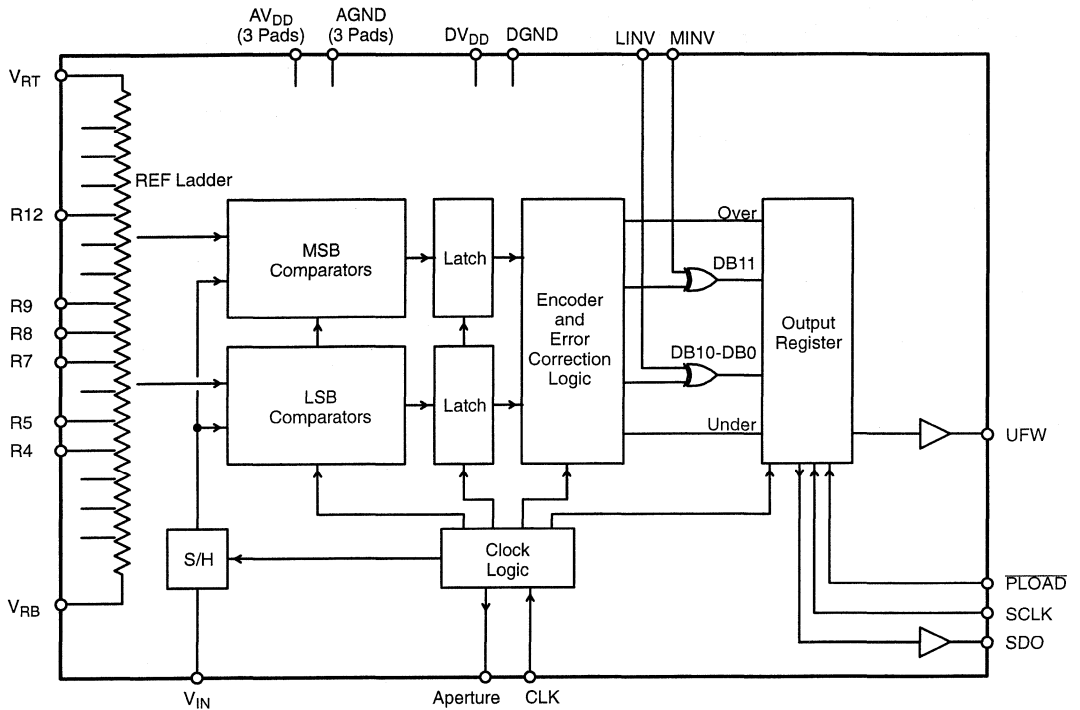 AVDD
(3 Pads)
AGND
(3 Pads)
DVDD
DGND
LINV
MINV
VRT
REF Ladder
R12
R9
R8
R7
R5
R4
VRB
MSB
Comparators
LSB
Comparators
Latch
Latch
Encoder
and
Error
Correction
Logic
Over
DB11
DB10-DB0
Under
Output
Register
UFW
S/H
Clock
Logic
PLOAD
SCLK
SDO
VIN
Aperture
CLK